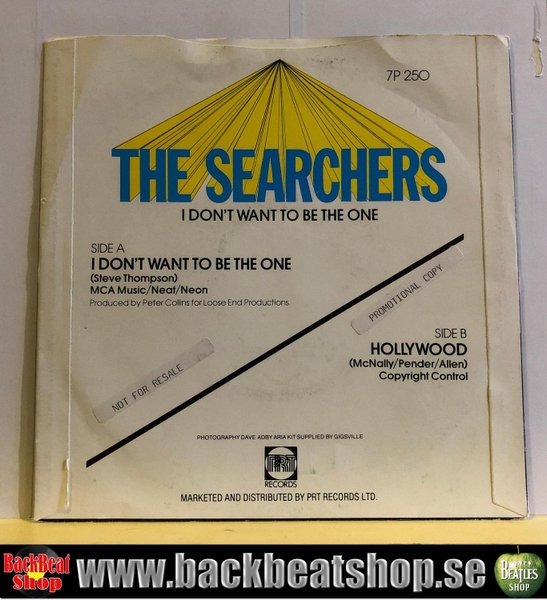 7P 250
THE SEARCHERS
I DON'T WANT TO BE THE ONE
SIDE A
I DON'T WANT TO BE THE ONE
(Steve Thompson)
MCA Music/Neat/Neon
Produced by Peter Collins for Loose End Productions.
PROMOTIONAL COPY
SIDE B
HOLLYWOOD
(McNally/Pender/Allen)
Copyright Control
NOT FOR RESALE
PHOTOGRAPHY DAVE ADBY ARIA KIT SUPPLIED BY GIGSVILLE
PRT
RECORDS
MARKETED AND DISTRIBUTED BY PRT RECORDS LTD.
BackBeat
Shop
www.backbeatshop.se
BEATLES
SHOP